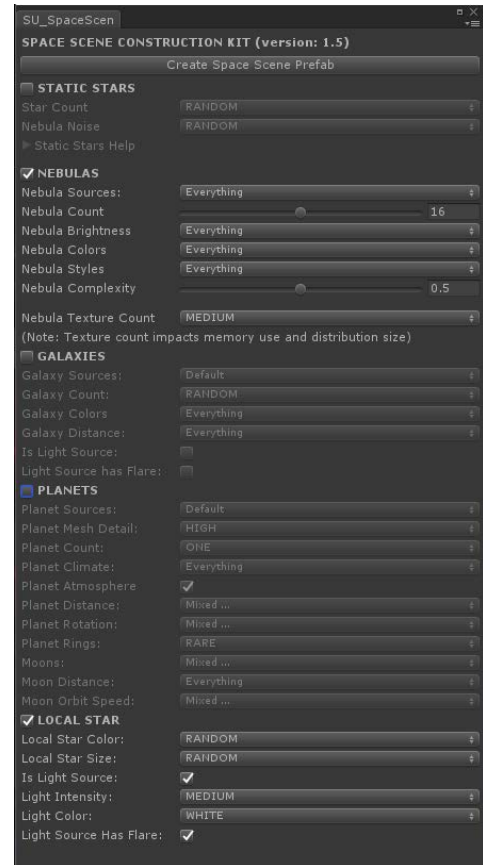 SU_SpaceScen
SPACE SCENE CONSTRUCTION KIT (version: 1.5)
Create Space Scene Prefab
STATIC STARS
Star Count RANDOM
Nebula Noise RANDOM
Static Stars Help
NEBULAS
Nebula Sources: Everything
Nebula Count 16
Nebula Brightness Everything
Nebula Colors Everything
Nebula Styles Everything
Nebula Complexity 0.5
Nebula Texture Count MEDIUM
(Note: Texture count impacts memory use and distribution size)
GALAXIES
Galaxy Sources: Default
Galaxy Count: RANDOM
Galaxy Colors Everything
Galaxy Distance: Everything
Is Light Source:
Light Source has Flare:
PLANETS
Planet Sources: Default
Planet Mesh Detail: HIGH
Planet Count: ONE
Planet Climate: Everything
Planet Atmosphere
Planet Distance: Mixed ...
Planet Rotation: Mixed ...
Planet Rings: RARE
Moons: Mixed ...
Moon Distance: Everything
Moon Orbit Speed: Mixed ...
LOCAL STAR
Local Star Color: RANDOM
Local Star Size: RANDOM
Is Light Source:
Light Intensity: MEDIUM
Light Color: WHITE
Light Source Has Flare: